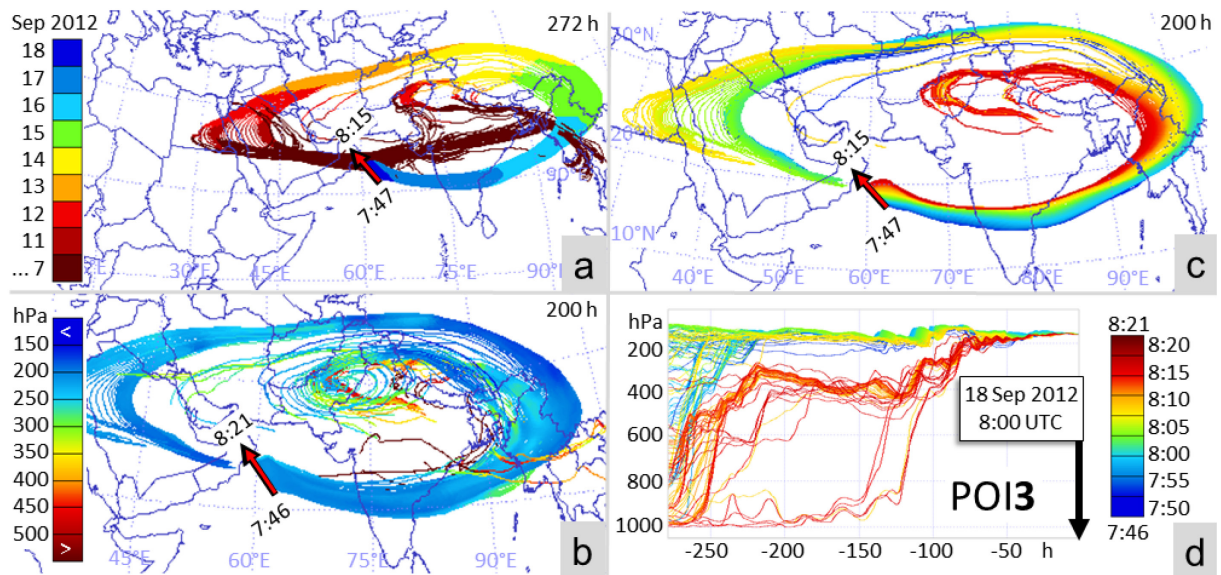 Sep 2012
18
17
16
15
14
13
12
11
... 7
272 h
8:15
7:47
90°E
30°E
45°E
60°E
75°E
90°E
a
200 h
20°N
8:15
7:47
10°N
40°E
50°E
60°E
70°E
80°E
90°E
c
hPa
<
150
200
250
300
350
400
450
500
>
200 h
8:21
7:46
45°E
60°E
75°E
90°E
b
hPa
200
400
600
800
1000
-250
-200
-150
-100
-50
h
18 Sep 2012
8:00 UTC
POI3
8:21
8:20
8:15
8:10
8:05
8:00
7:55
7:50
7:46
d